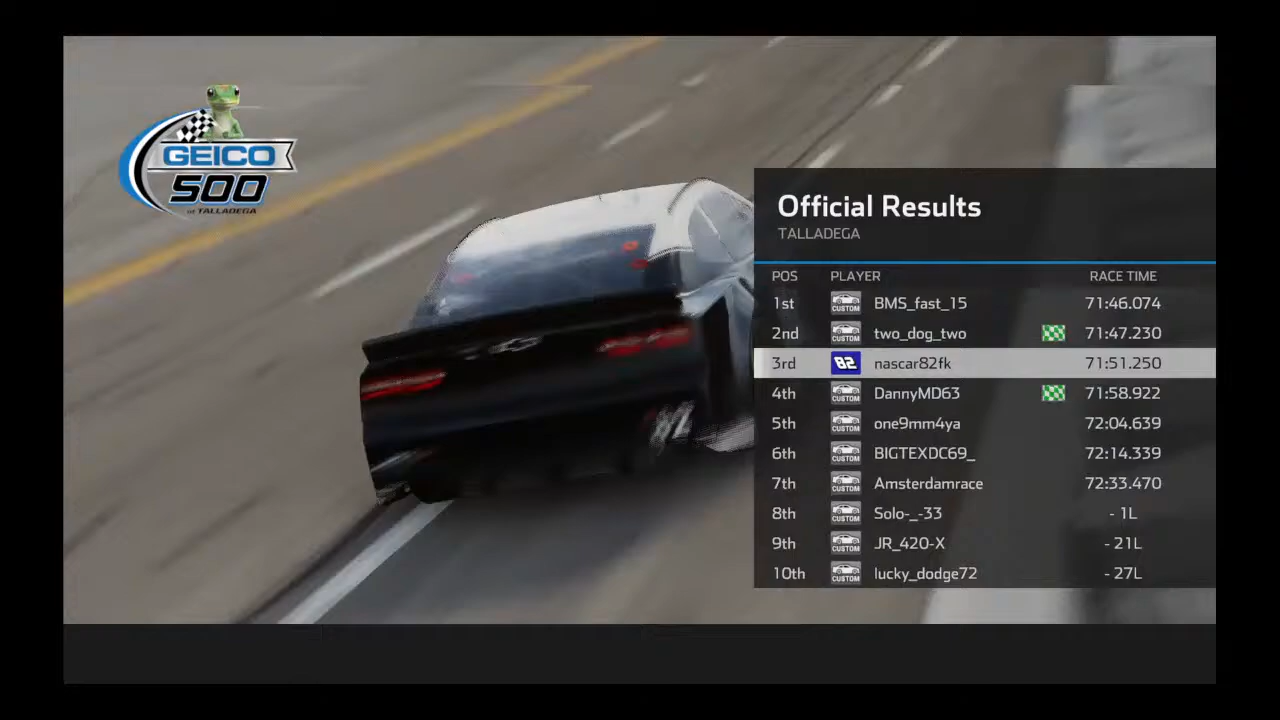 GEICO
500
at TALLADEGA
Official Results
TALLADEGA
POS PLAYER RACE TIME
1st CUSTOM BMS_fast_15 71:46.074
2nd CUSTOM two_dog_two 71:47.230
3rd 82 nascar82fk 71:51.250
4th CUSTOM DannyMD63 71:58.922
5th CUSTOM one9mm4ya 72:04.639
6th CUSTOM BIGTEXDC69_ 72:14.339
7th CUSTOM Amsterdamrace 72:33.470
8th CUSTOM Solo-_-33 - 1L
9th CUSTOM JR_420-X - 21L
10th CUSTOM lucky_dodge72 - 27L